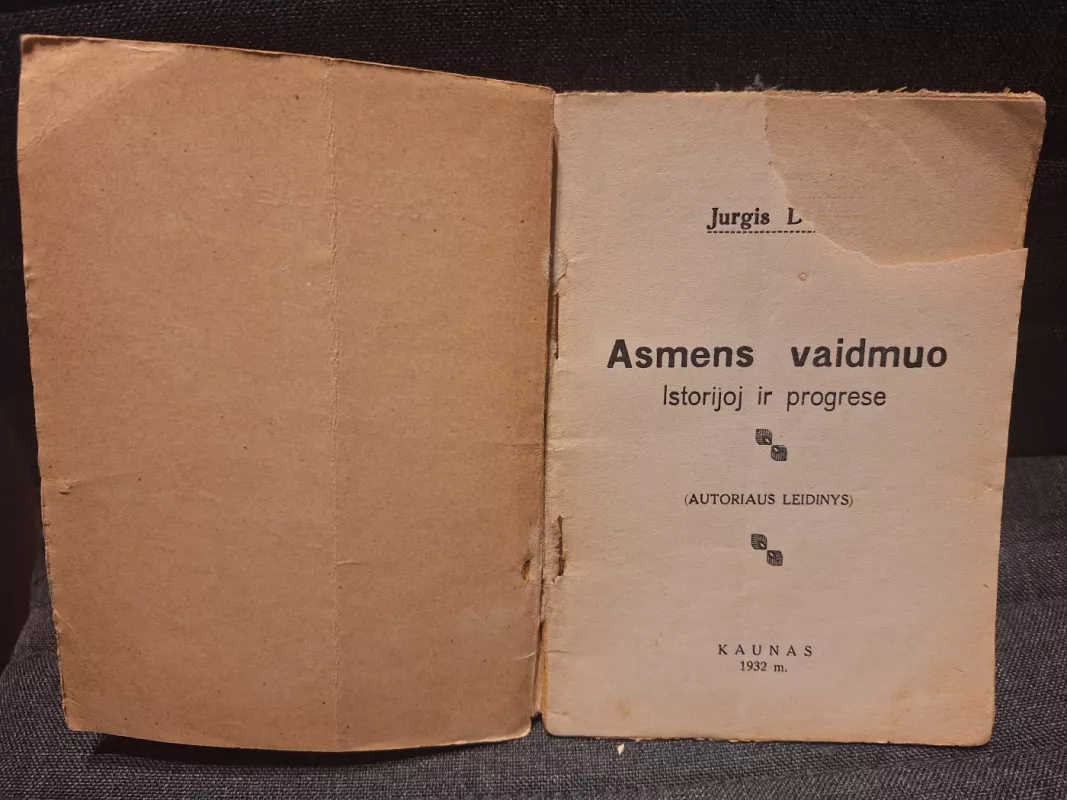 Jurgis
Asmens vaidmuo
Istorijoj ir progrese
(AUTORIAUS LEIDINYS)
KAUNAS
1932 m.